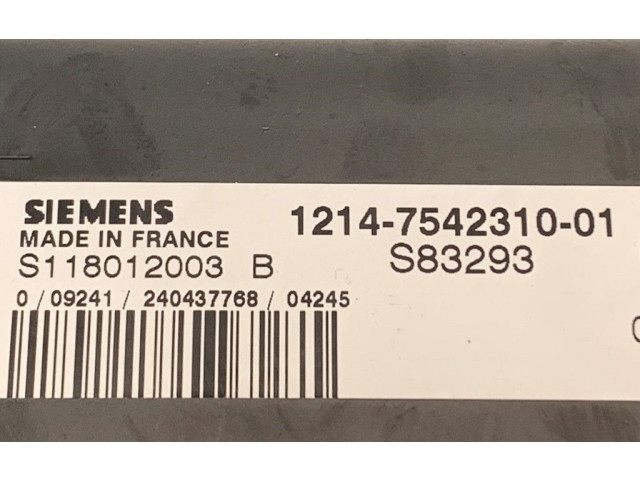 SIEMENS
MADE IN FRANCE
S118012003 B
0 / 09241 / 240437768 / 04245
1214-7542310-01
S83293